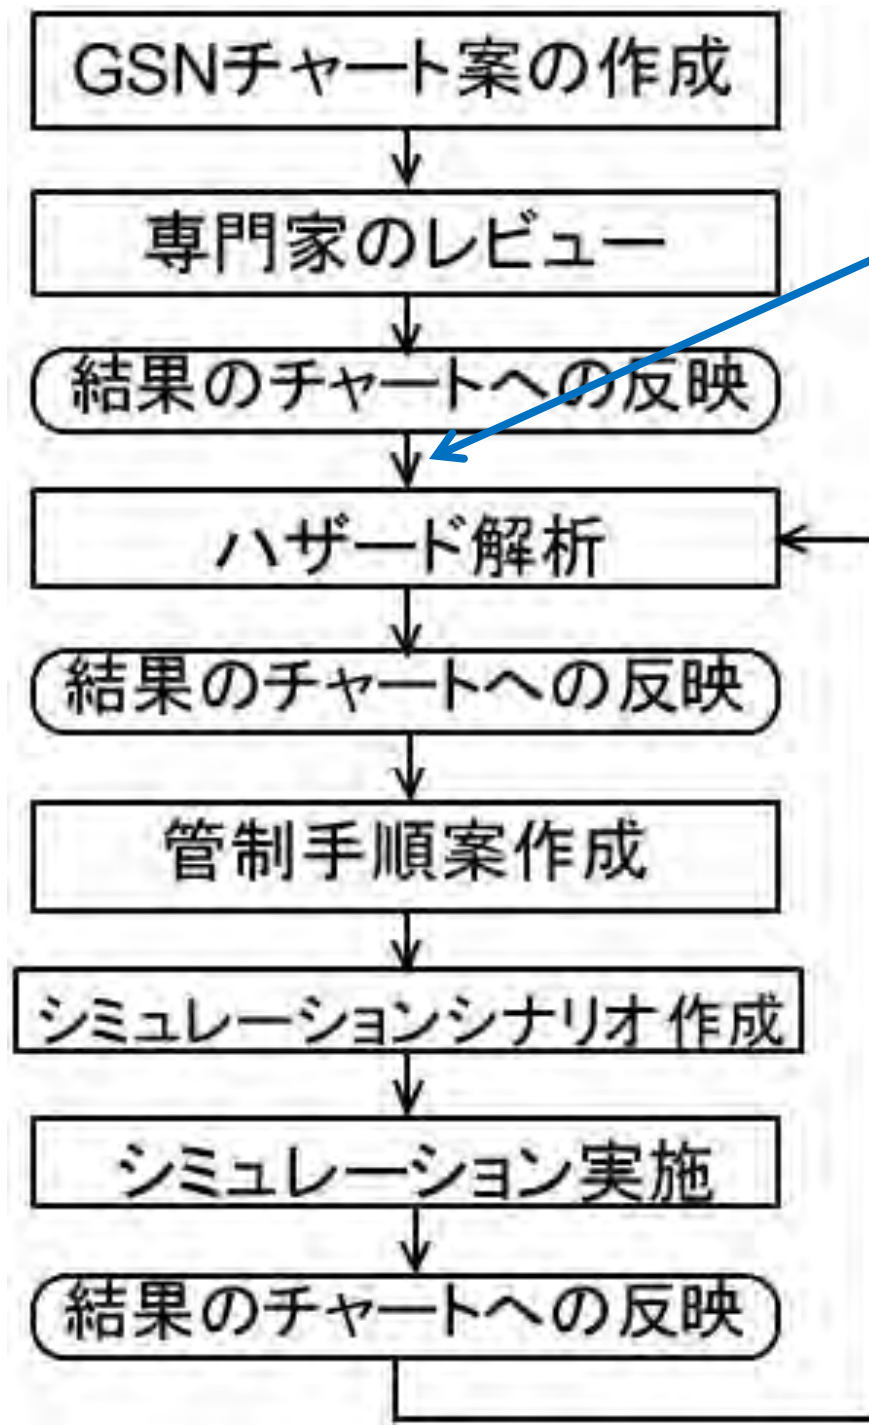 GSNチャート案の作成
専門家のレビュー
結果のチャートへの反映
ハザード解析
結果のチャートへの反映
管制手順案作成
シミュレーションシナリオ作成
シミュレーション実施
結果のチャートへの反映